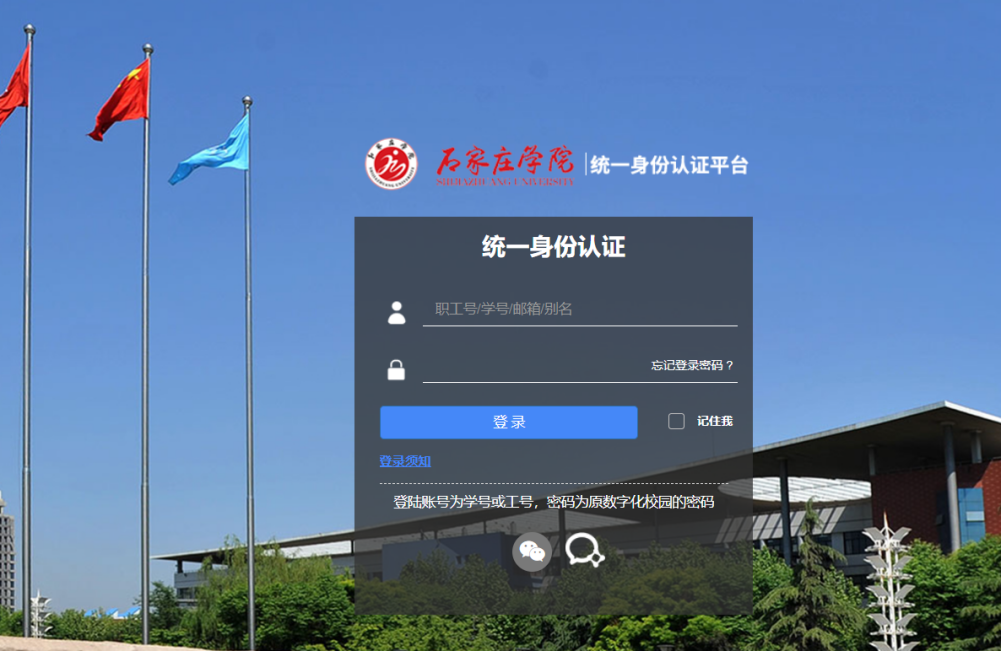 石家庄学院
SHIJIAZHUANG UNIVERSITY
统一身份认证平台
统一身份认证
职工号/学号/邮箱/别名
忘记登录密码？
登 录
记住我
登录须知
登陆账号为学号或工号，密码为原数字化校园的密码